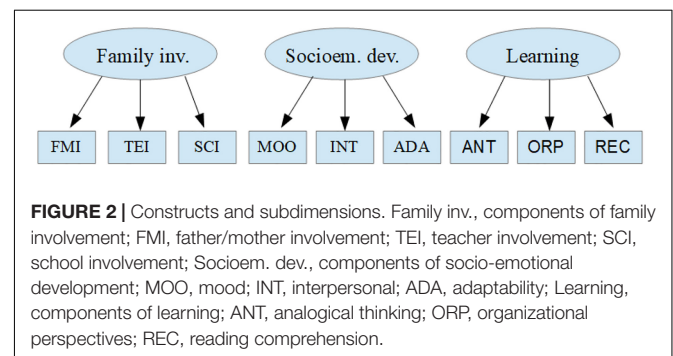 Family inv. Socioem. dev. Learning
FMI TEI SCI MOO INT ADA ANT ORP REC
FIGURE 2 | Constructs and subdimensions. Family inv., components of family
involvement; FMI, father/mother involvement; TEI, teacher involvement; SCI,
school involvement; Socioem. dev., components of socio-emotional
development; MOO, mood; INT, interpersonal; ADA, adaptability; Learning,
components of learning; ANT, analogical thinking; ORP, organizational
perspectives; REC, reading comprehension.